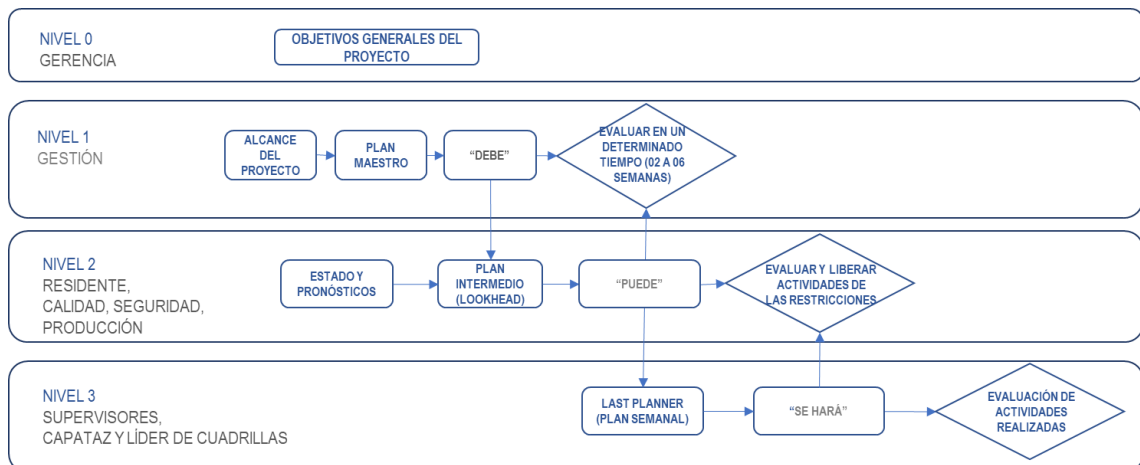 NIVEL 0
GERENCIA
OBJETIVOS GENERALES DEL
PROYECTO
NIVEL 1
GESTIÓN
ALCANCE
DEL
PROYECTO
PLAN
MAESTRO
“DEBE”
EVALUAR EN UN
DETERMINADO
TIEMPO (02 A 06
SEMANAS)
NIVEL 2
RESIDENTE,
CALIDAD, SEGURIDAD,
PRODUCCIÓN
ESTADO Y
PRONÓSTICOS
PLAN
INTERMEDIO
(LOOKHEAD)
“PUEDE”
EVALUAR Y LIBERAR
ACTIVIDADES DE
LAS RESTRICCIONES
NIVEL 3
SUPERVISORES,
CAPATAZ Y LÍDER DE CUADRILLAS
LAST PLANNER
(PLAN SEMANAL)
“SE HARÁ”
EVALUACIÓN DE
ACTIVIDADES
REALIZADAS